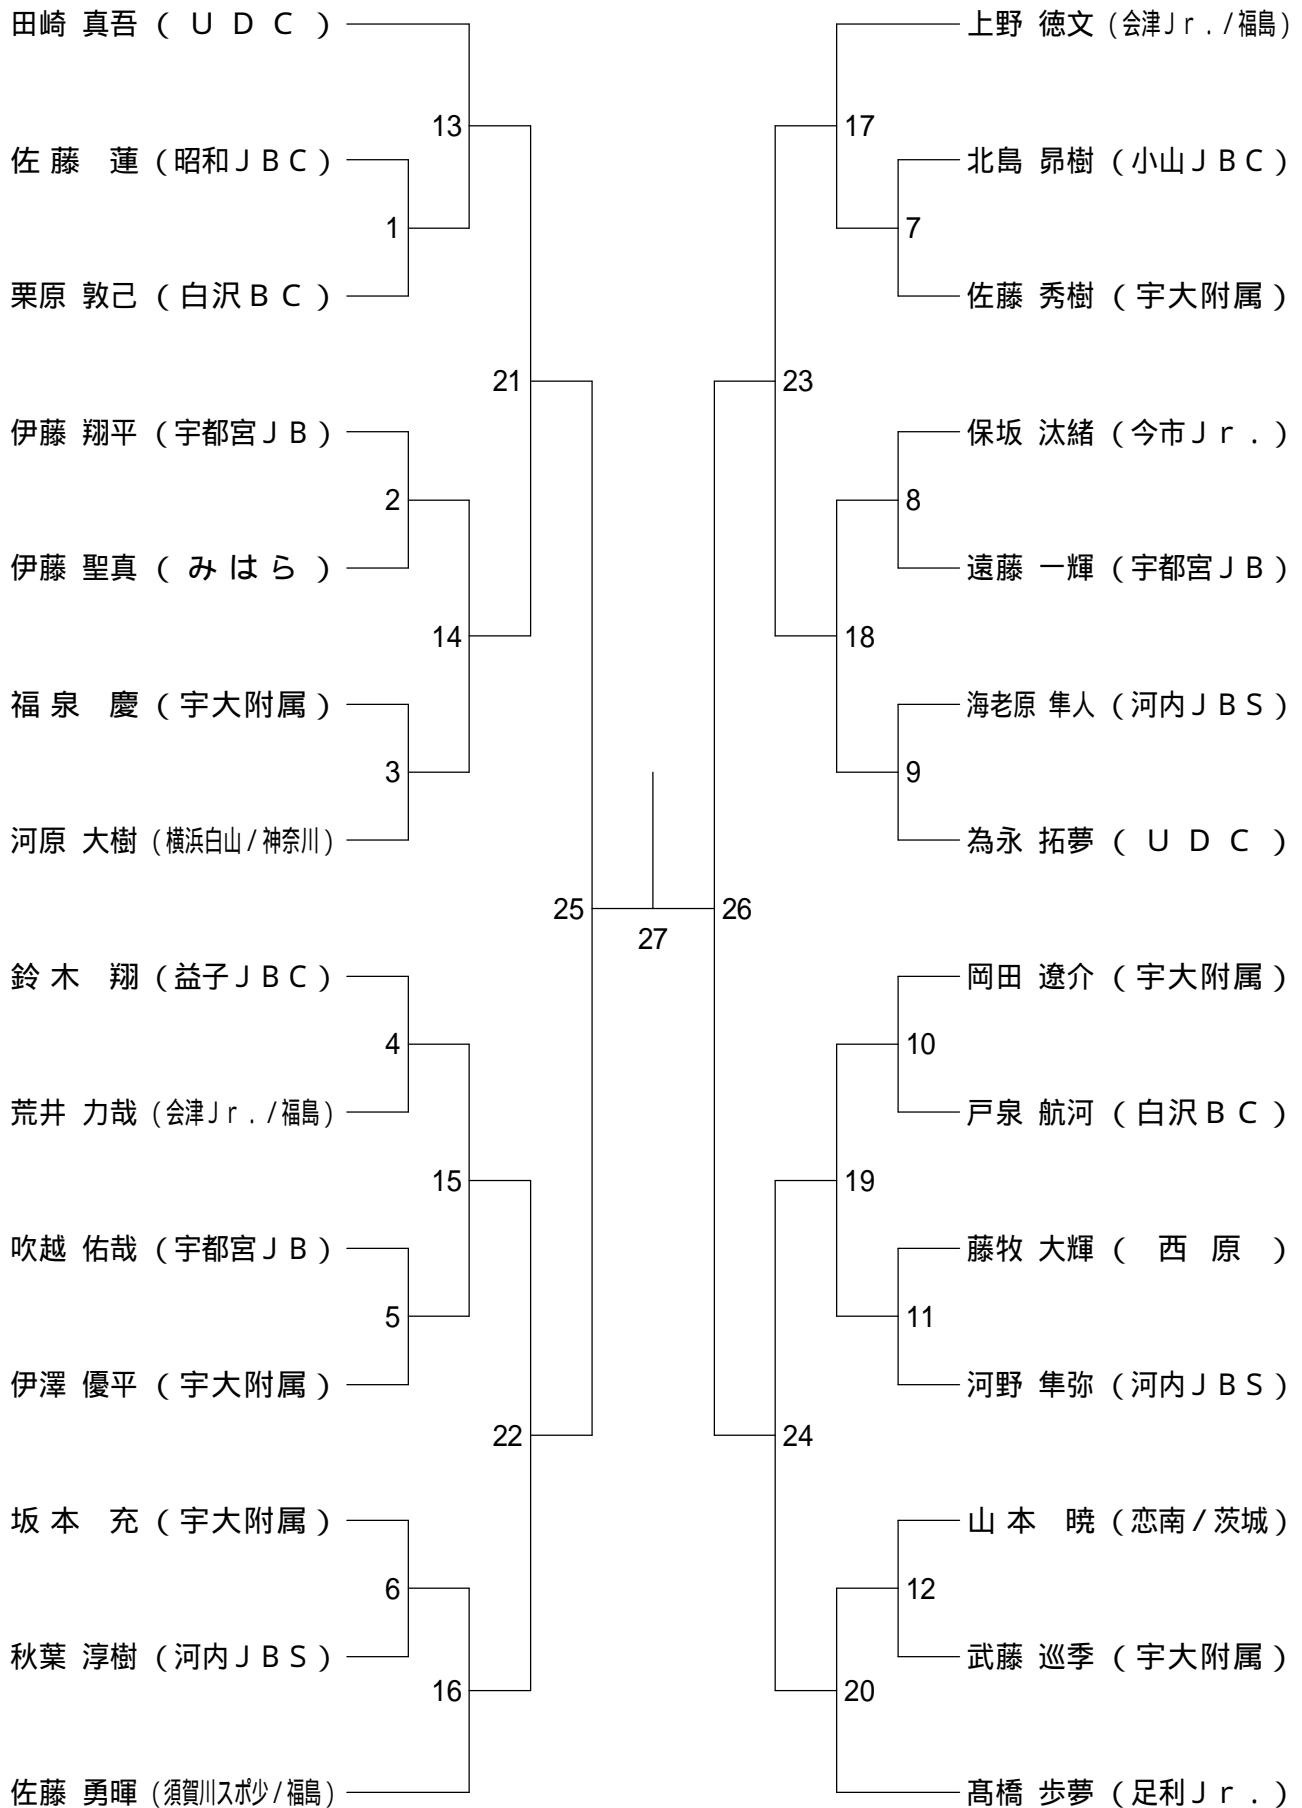 田崎 真吾 ( U D C )
佐藤 蓮 (昭和JBC)
栗原 敦己 (白沢BC)
伊藤 翔平 (宇都宮JB)
伊藤 聖真 (みはら)
福泉 慶 (宇大附属)
河原 大樹 (横浜白山/神奈川)
鈴木 翔 (益子JBC)
荒井 力哉 (会津Jr./福島)
吹越 佑哉 (宇都宮JB)
伊澤 優平 (宇大附属)
坂本 充 (宇大附属)
秋葉 淳樹 (河内JBS)
佐藤 勇暉 (須賀川スポ少/福島)
1
2
3
4
5
6
13
14
15
16
21
22
25
27
26
23
24
17
18
19
20
7
8
9
10
11
12
上野 徳文 (会津Jr./福島)
北島 昴樹 (小山JBC)
佐藤 秀樹 (宇大附属)
保坂 汰緒 (今市Jr.)
遠藤 一輝 (宇都宮JB)
海老原 隼人 (河内JBS)
為永 拓夢 ( U D C )
岡田 遼介 (宇大附属)
戸泉 航河 (白沢BC)
藤牧 大輝 ( 西 原 )
河野 隼弥 (河内JBS)
山本 暁 (恋南/茨城)
武藤 巡季 (宇大附属)
髙橋 歩夢 (足利Jr.)